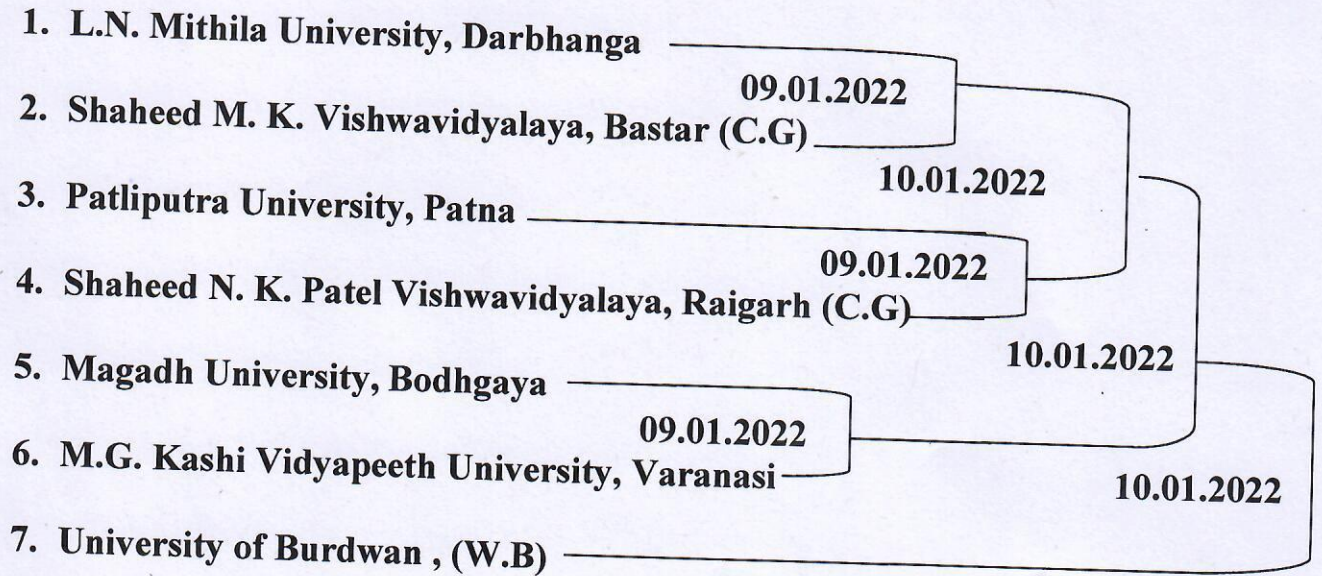 1. L.N. Mithila University, Darbhanga
09.01.2022
2. Shaheed M. K. Vishwavidyalaya, Bastar (C.G)
10.01.2022
3. Patliputra University, Patna
09.01.2022
4. Shaheed N. K. Patel Vishwavidyalaya, Raigarh (C.G)
10.01.2022
5. Magadh University, Bodhgaya
09.01.2022
6. M.G. Kashi Vidyapeeth University, Varanasi
10.01.2022
7. University of Burdwan , (W.B)